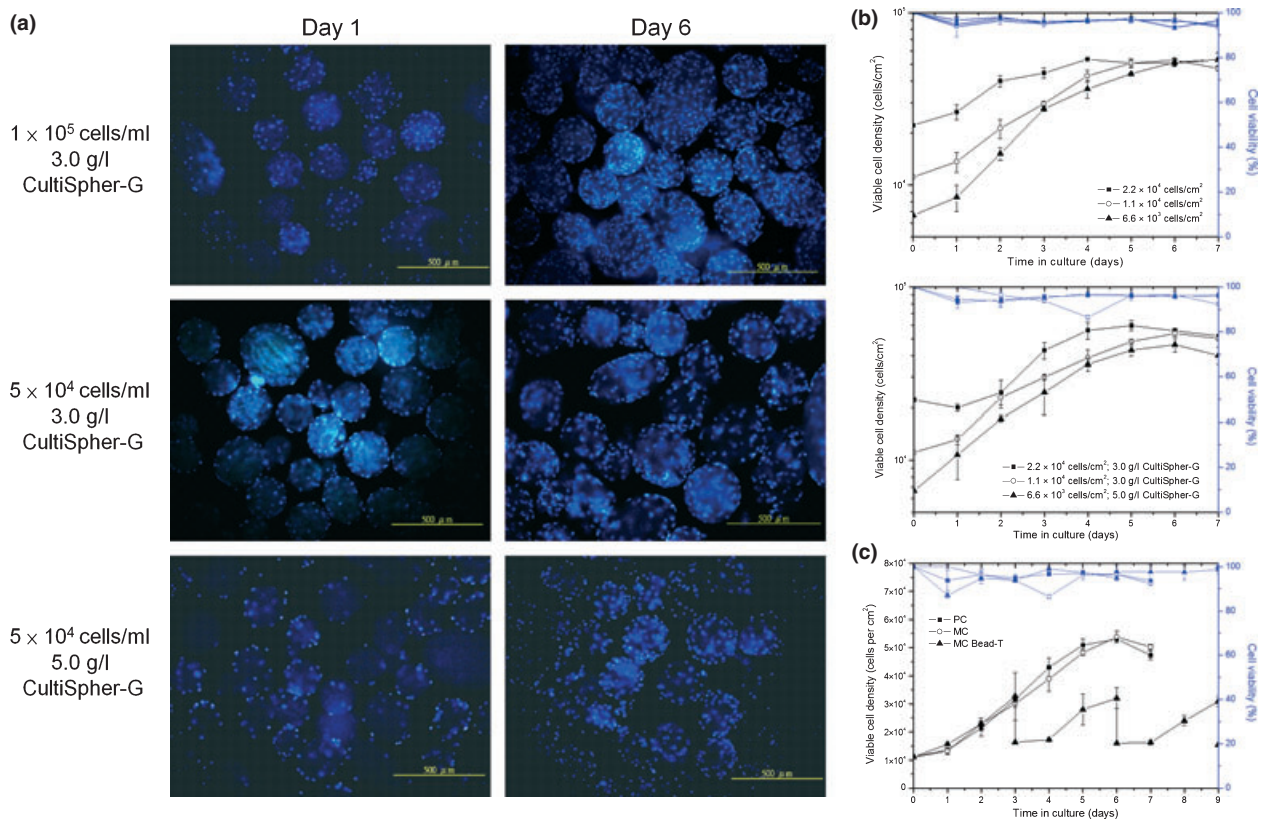 (a)
Day 1
Day 6
1 × 10⁵ cells/ml
3.0 g/l
CultiSpher-G
500 μm
500 μm
5 × 10⁴ cells/ml
3.0 g/l
CultiSpher-G
500 μm
500 μm
5 × 10⁴ cells/ml
5.0 g/l
CultiSpher-G
500 μm
500 μm
(b)
Viable cell density (cells/cm²)
10⁵
10⁴
100
80
60
40
20
0
Cell viability (%)
2.2 × 10⁴ cells/cm²
1.1 × 10⁴ cells/cm²
6.6 × 10³ cells/cm²
0 1 2 3 4 5 6 7
Time in culture (days)
Viable cell density (cells/cm²)
10⁵
10⁴
100
80
60
40
20
0
Cell viability (%)
2.2 × 10⁴ cells/cm²; 3.0 g/l CultiSpher-G
1.1 × 10⁴ cells/cm²; 3.0 g/l CultiSpher-G
6.6 × 10³ cells/cm²; 5.0 g/l CultiSpher-G
0 1 2 3 4 5 6 7
Time in culture (days)
(c)
Viable cell density (cells per cm²)
8×10⁴
7×10⁴
6×10⁴
5×10⁴
4×10⁴
3×10⁴
2×10⁴
1×10⁴
0
100
80
60
40
20
0
Cell viability (%)
PC
MC
MC Bead-T
0 1 2 3 4 5 6 7 8 9
Time in culture (days)